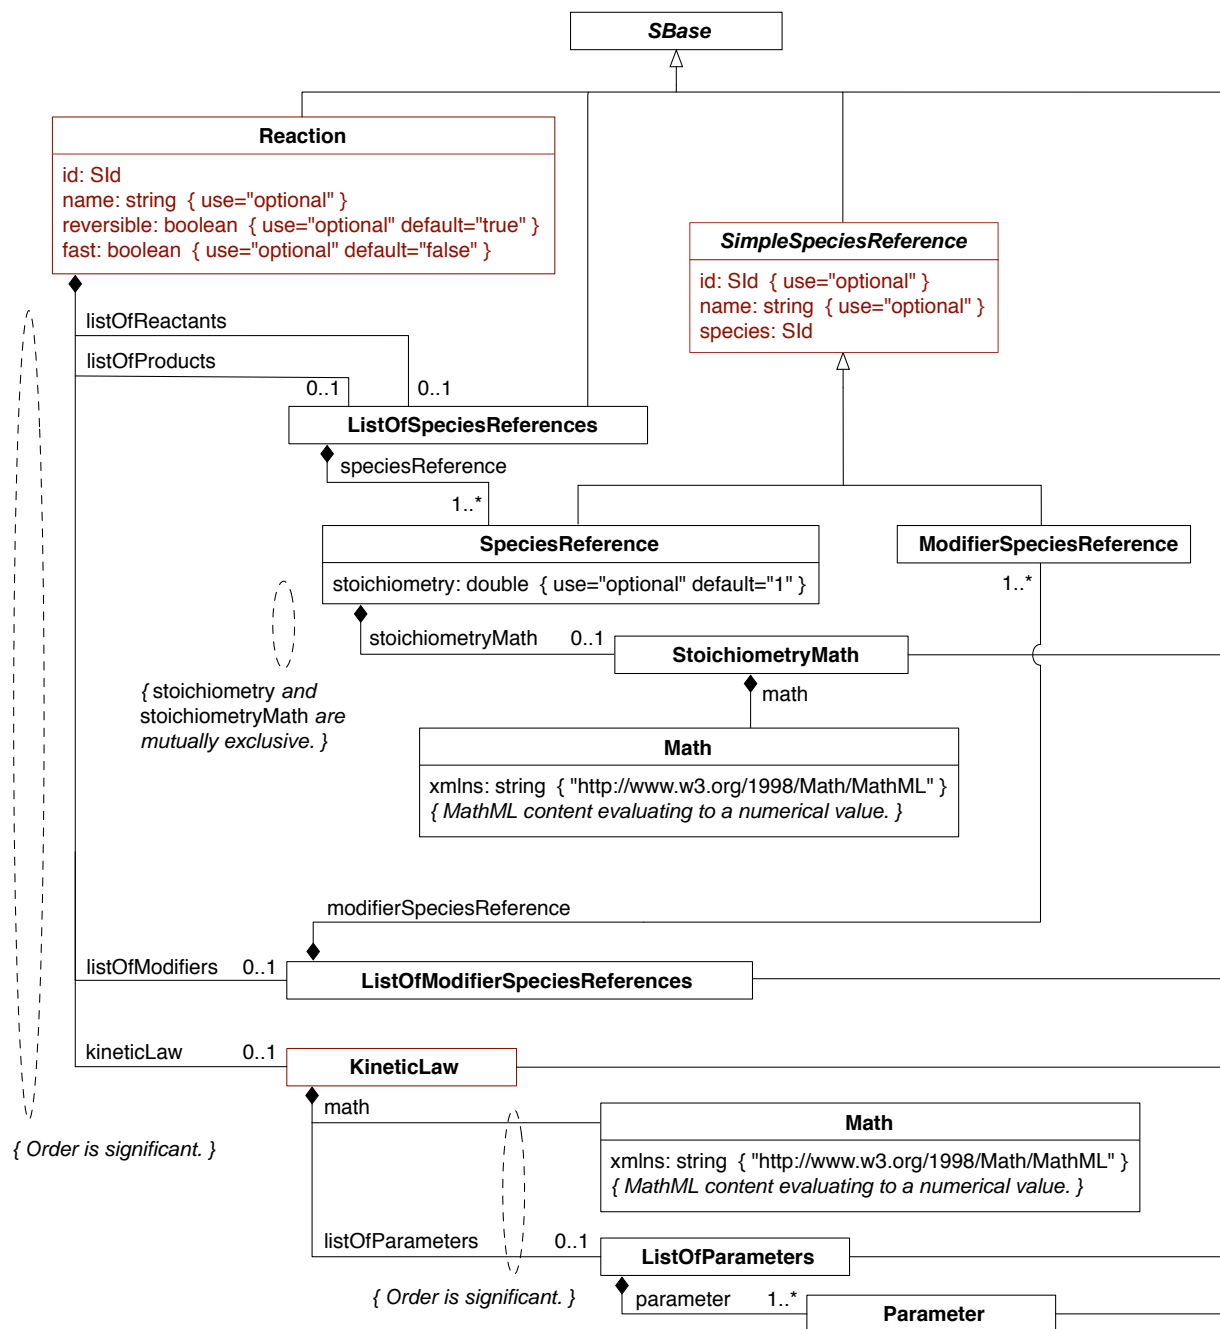 SBase
Reaction
id: SId
name: string { use="optional" }
reversible: boolean { use="optional" default="true" }
fast: boolean { use="optional" default="false" }
SimpleSpeciesReference
id: SId { use="optional" }
name: string { use="optional" }
species: SId
listOfReactants
listOfProducts
0..1
0..1
ListOfSpeciesReferences
speciesReference
1..*
SpeciesReference
stoichiometry: double { use="optional" default="1" }
ModifierSpeciesReference
1..*
stoichiometryMath
0..1
StoichiometryMath
{ stoichiometry and
stoichiometryMath are
mutually exclusive. }
math
Math
xmlns: string { "http://www.w3.org/1998/Math/MathML" }
{ MathML content evaluating to a numerical value. }
modifierSpeciesReference
listOfModifiers
0..1
ListOfModifierSpeciesReferences
kineticLaw
0..1
KineticLaw
math
Math
xmlns: string { "http://www.w3.org/1998/Math/MathML" }
{ MathML content evaluating to a numerical value. }
{ Order is significant. }
listOfParameters
0..1
ListOfParameters
{ Order is significant. }
parameter
1..*
Parameter